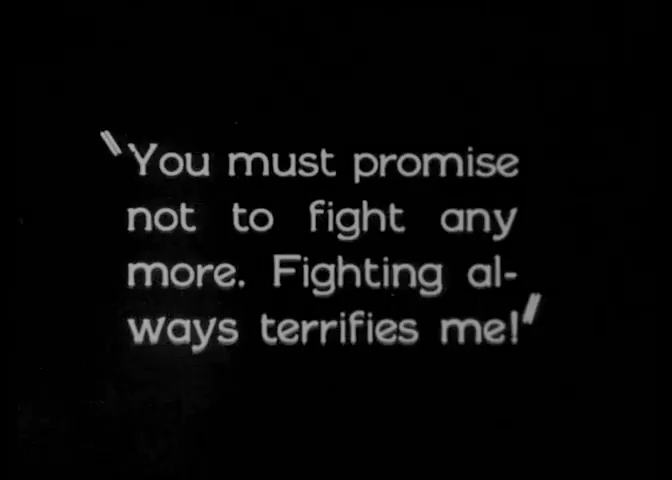 "You must promise
not to fight any
more. Fighting al-
ways terrifies me!"